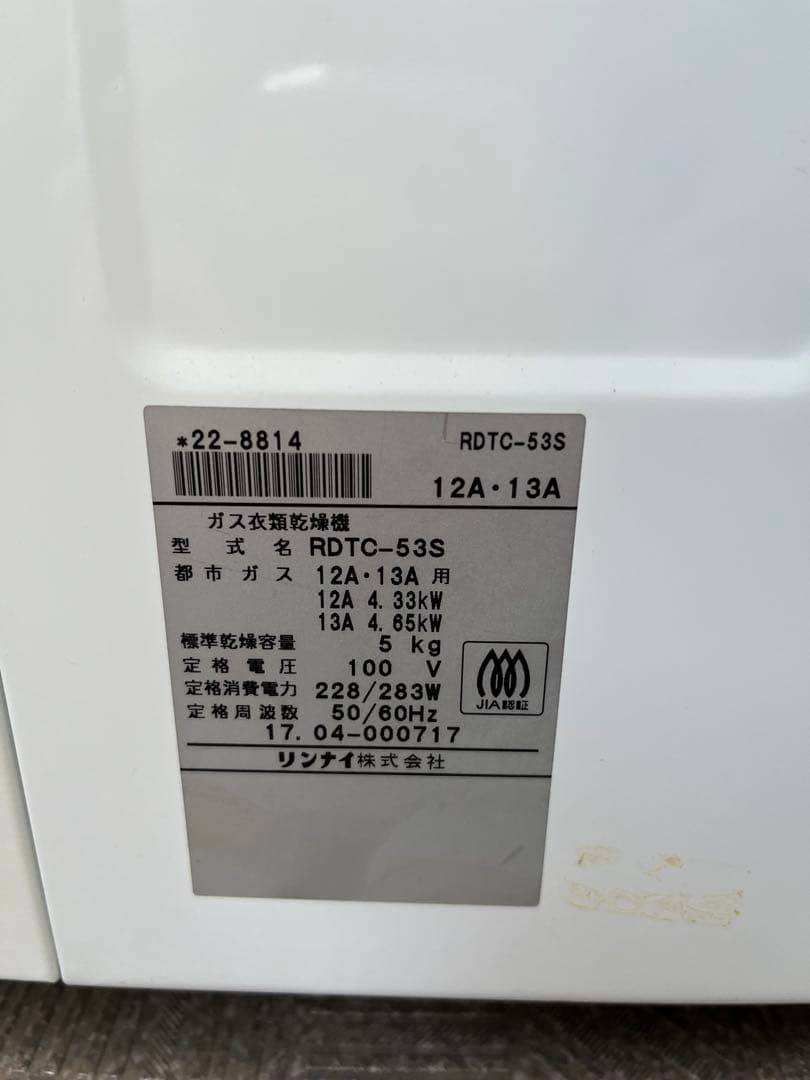 *22-8814
RDTC-53S
12A・13A
ガス衣類乾燥機
型式名 RDTC-53S
都市ガス 12A・13A 用
12A 4.33kW
13A 4.65kW
標準乾燥容量 5 kg
定格電圧 100 V
定格消費電力 228/283W
定格周波数 50/60Hz
JIA認証
17.04-000717
リンナイ株式会社